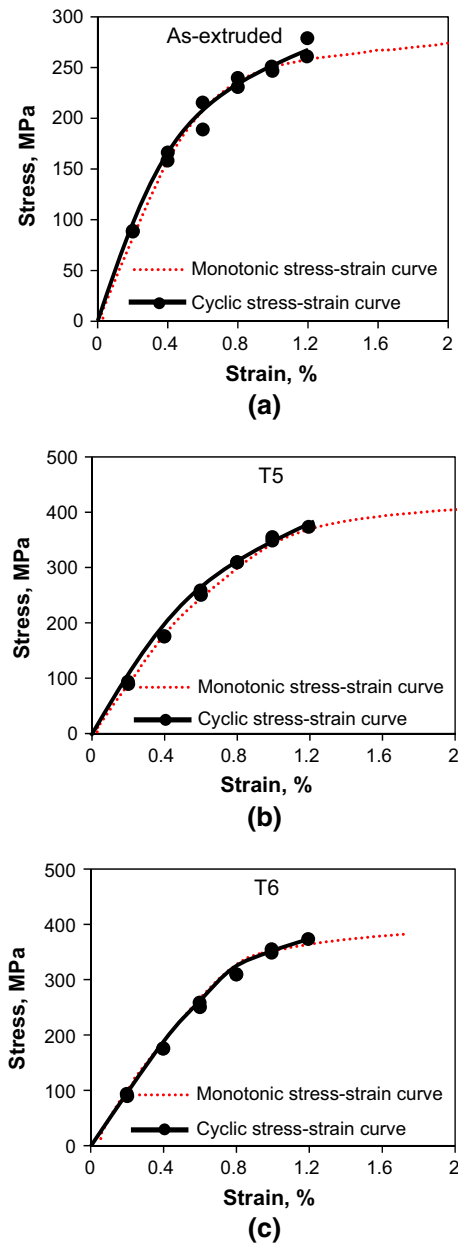 As-extruded
300
250
200
150
100
50
0
Stress, MPa
Monotonic stress-strain curve
Cyclic stress-strain curve
0 0.4 0.8 1.2 1.6 2
Strain, %
(a)
T5
500
400
300
200
100
0
Stress, MPa
Monotonic stress-strain curve
Cyclic stress-strain curve
0 0.4 0.8 1.2 1.6 2
Strain, %
(b)
T6
500
400
300
200
100
0
Stress, MPa
Monotonic stress-strain curve
Cyclic stress-strain curve
0 0.4 0.8 1.2 1.6 2
Strain, %
(c)